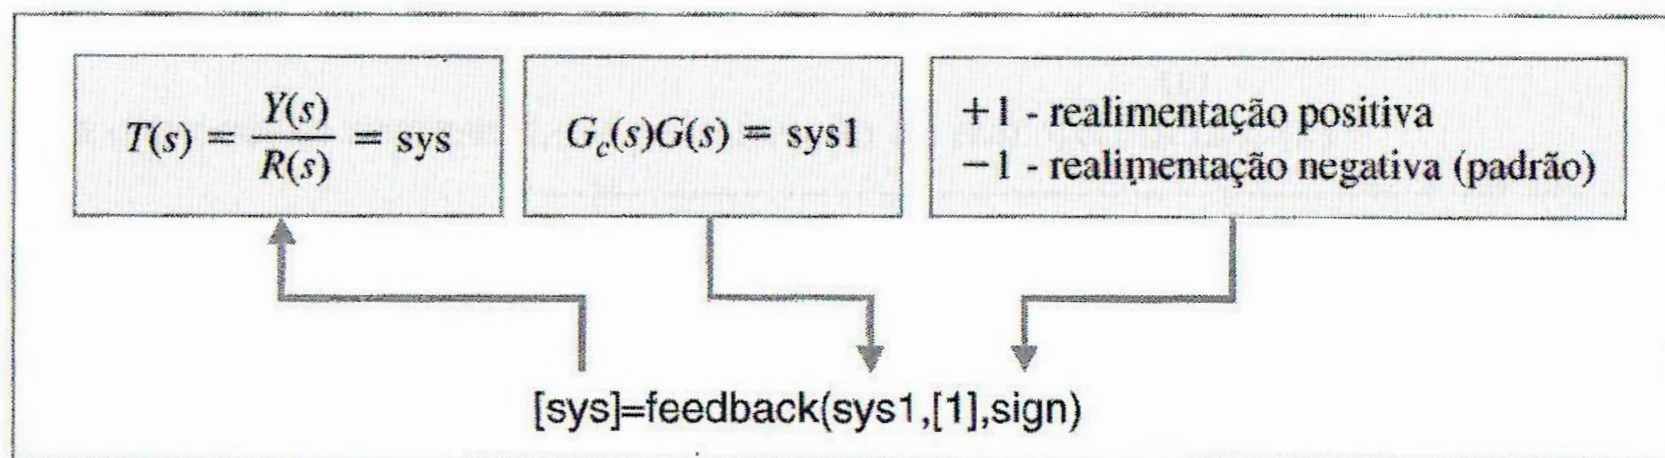 T(s) = Y(s)/R(s) = sys
G_c(s)G(s) = sys1
+1 - realimentação positiva
−1 - realimentação negativa (padrão)
[sys]=feedback(sys1,[1],sign)